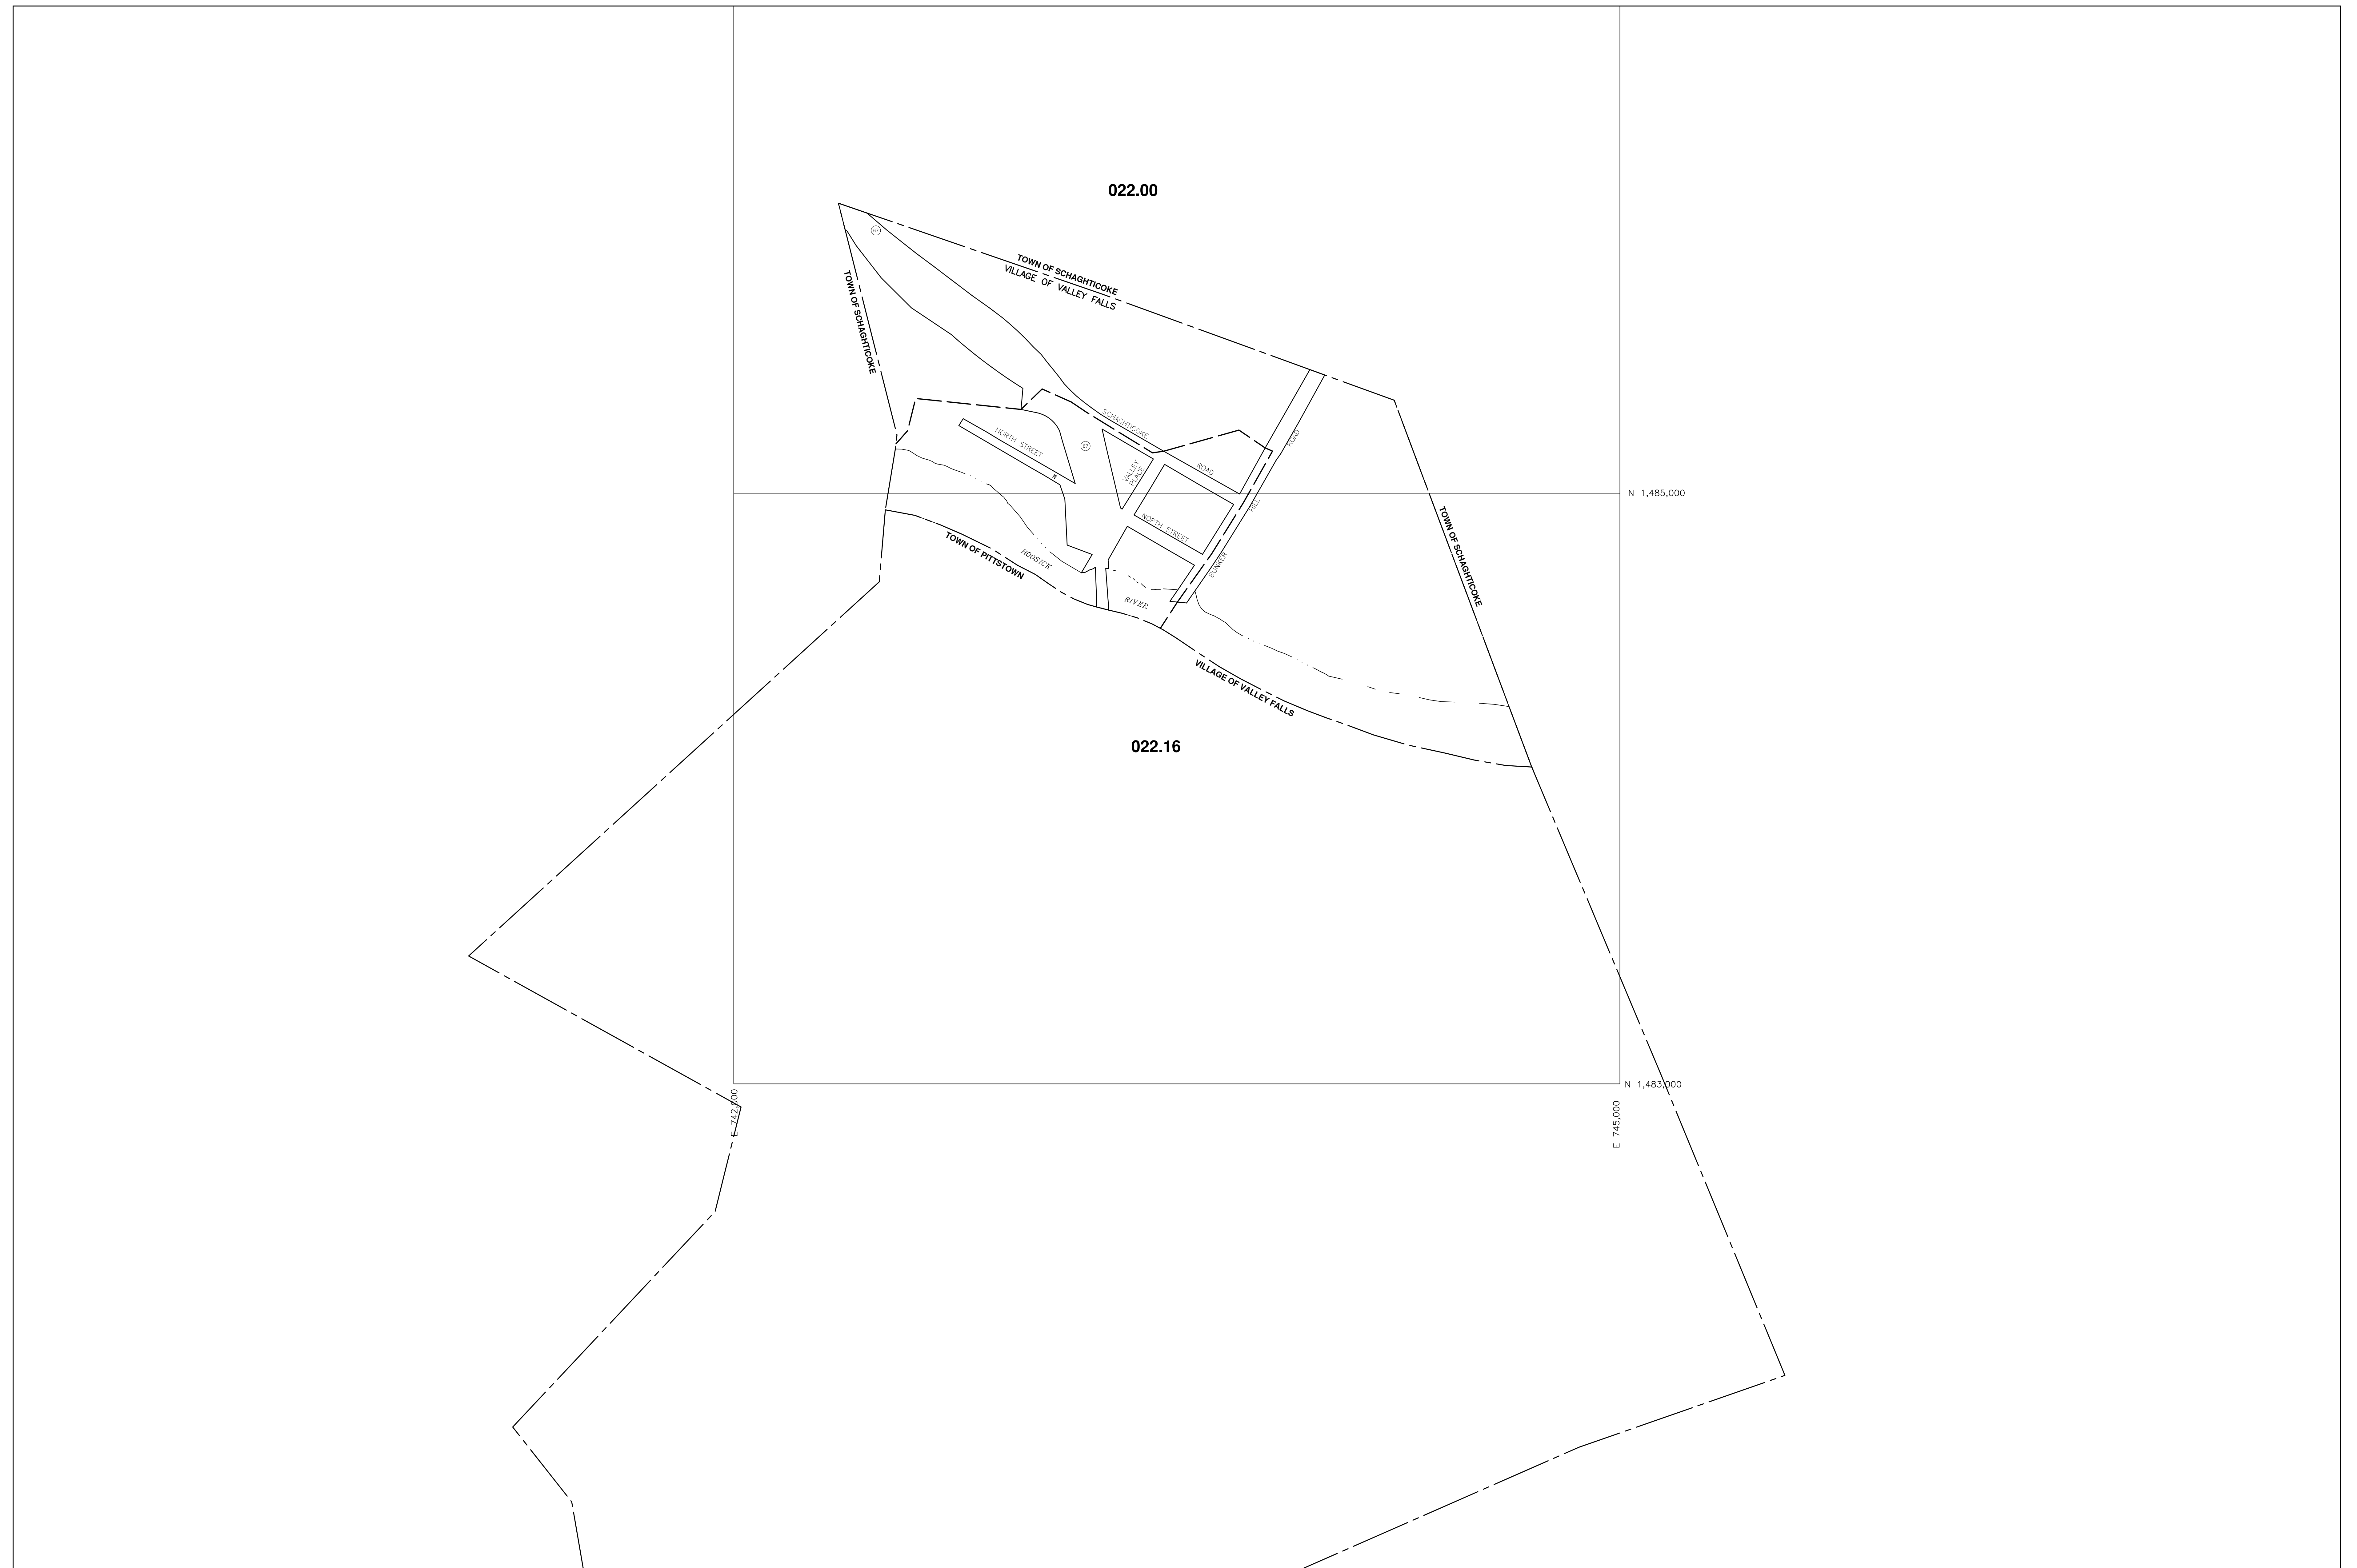 022.00
67
TOWN OF SCHAGHTICOKE
VILLAGE OF VALLEY FALLS
TOWN OF SCHAGHTICOKE
SCHAGHTICOKE
ROAD
NORTH STREET
67
VALLEY
PLACE
ROAD
HILL
BUNKER
NORTH STREET
N 1,485,000
TOWN OF SCHAGHTICOKE
TOWN OF PITTSTOWN
HOOSICK
RIVER
VILLAGE OF VALLEY FALLS
022.16
N 1,483,000
E 742,000
E 745,000